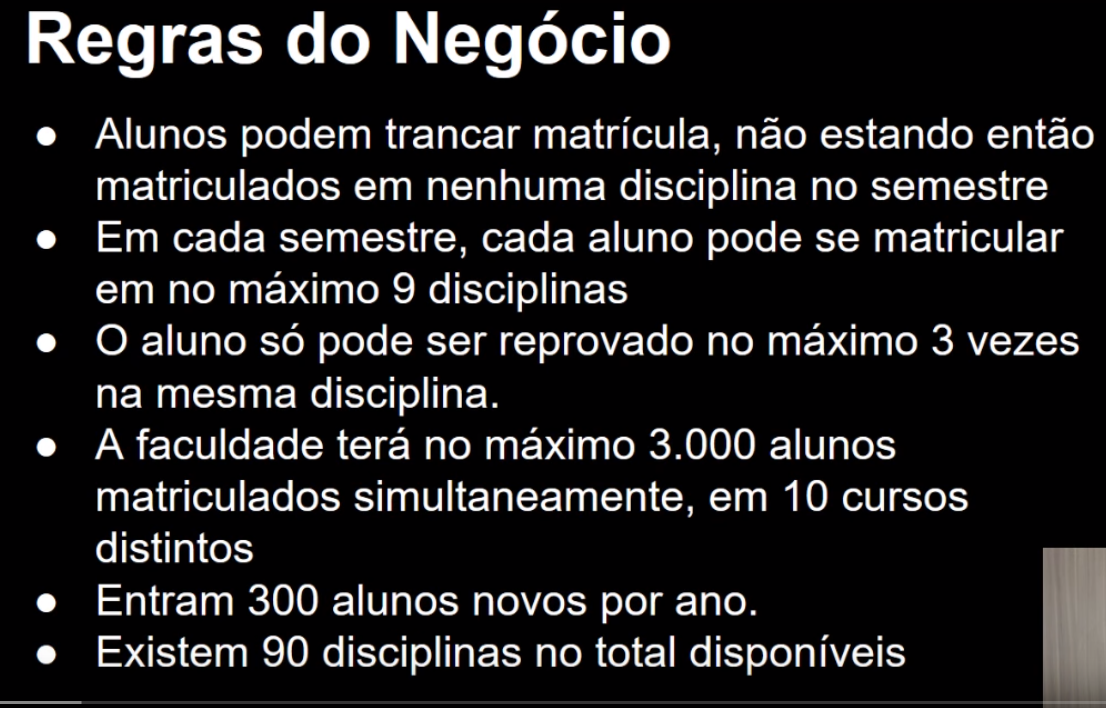 Regras do Negócio
● Alunos podem trancar matrícula, não estando então
matriculados em nenhuma disciplina no semestre
● Em cada semestre, cada aluno pode se matricular
em no máximo 9 disciplinas
● O aluno só pode ser reprovado no máximo 3 vezes
na mesma disciplina.
● A faculdade terá no máximo 3.000 alunos
matriculados simultaneamente, em 10 cursos
distintos
● Entram 300 alunos novos por ano.
● Existem 90 disciplinas no total disponíveis